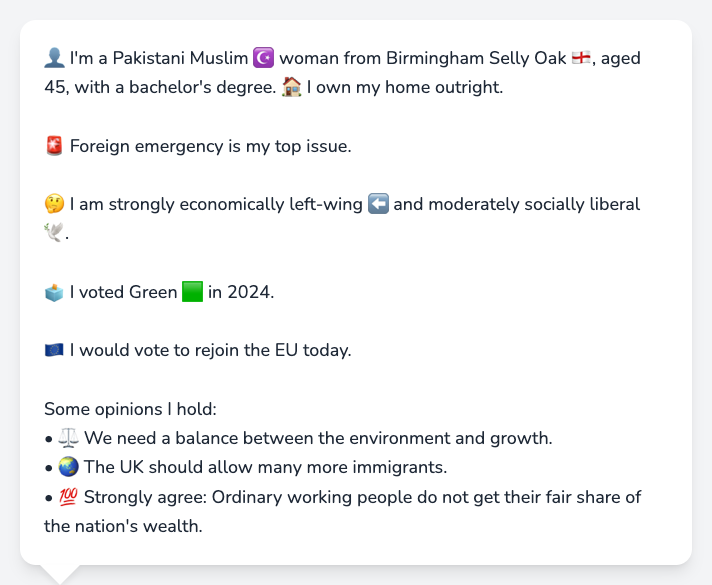 👤 I'm a Pakistani Muslim ☪️ woman from Birmingham Selly Oak 🏴󠁧󠁢󠁥󠁮󠁧󠁿, aged
45, with a bachelor's degree. 🏠 I own my home outright.
🚨 Foreign emergency is my top issue.
🤔 I am strongly economically left-wing ⬅️ and moderately socially liberal
🕊️.
🗳️ I voted Green 🟩 in 2024.
🇪🇺 I would vote to rejoin the EU today.
Some opinions I hold:
• ⚖️ We need a balance between the environment and growth.
• 🌏 The UK should allow many more immigrants.
• 💯 Strongly agree: Ordinary working people do not get their fair share of
the nation's wealth.